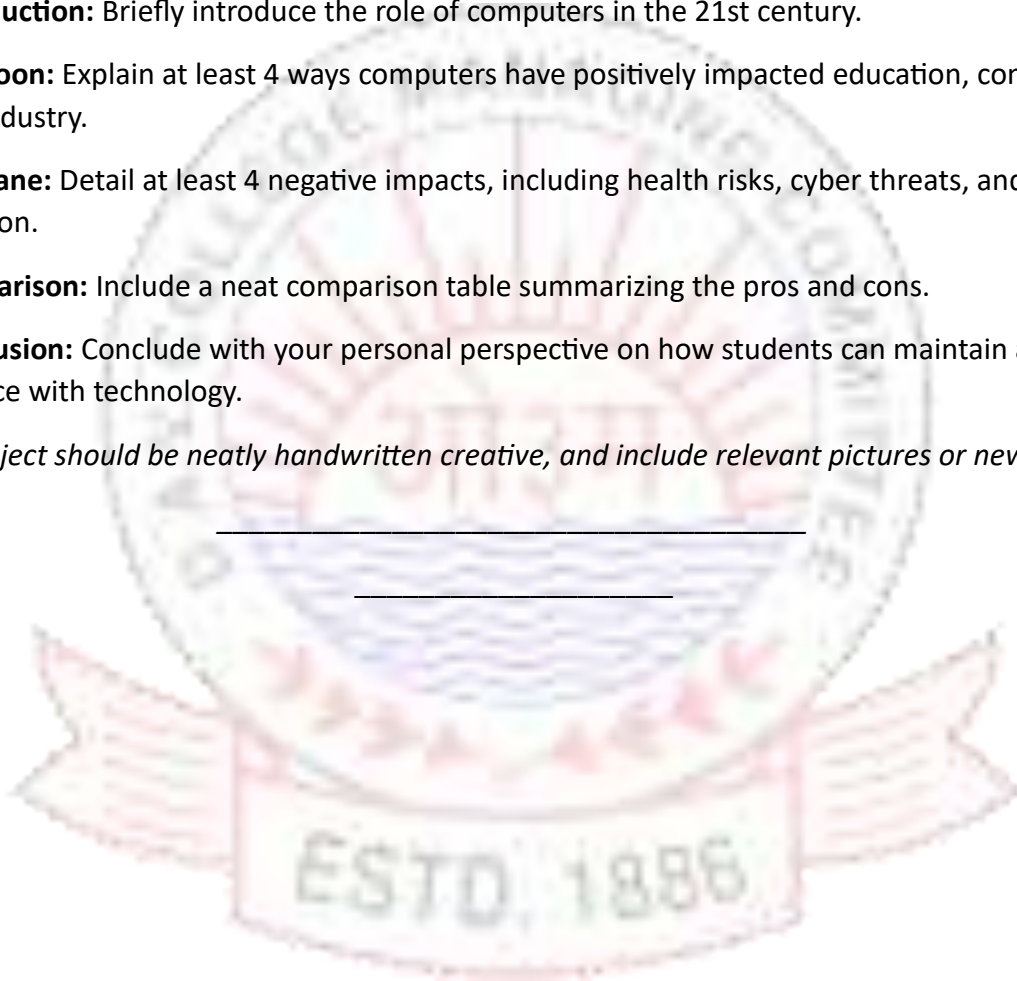 uction: Briefly introduce the role of computers in the 21st century.
oon: Explain at least 4 ways computers have positively impacted education, con
dustry.
ane: Detail at least 4 negative impacts, including health risks, cyber threats, and
on.
arison: Include a neat comparison table summarizing the pros and cons.
usion: Conclude with your personal perspective on how students can maintain a
ce with technology.
ject should be neatly handwritten creative, and include relevant pictures or new
D.A.V. COLLEGE MANAGING COMMITTEE
ESTD. 1886